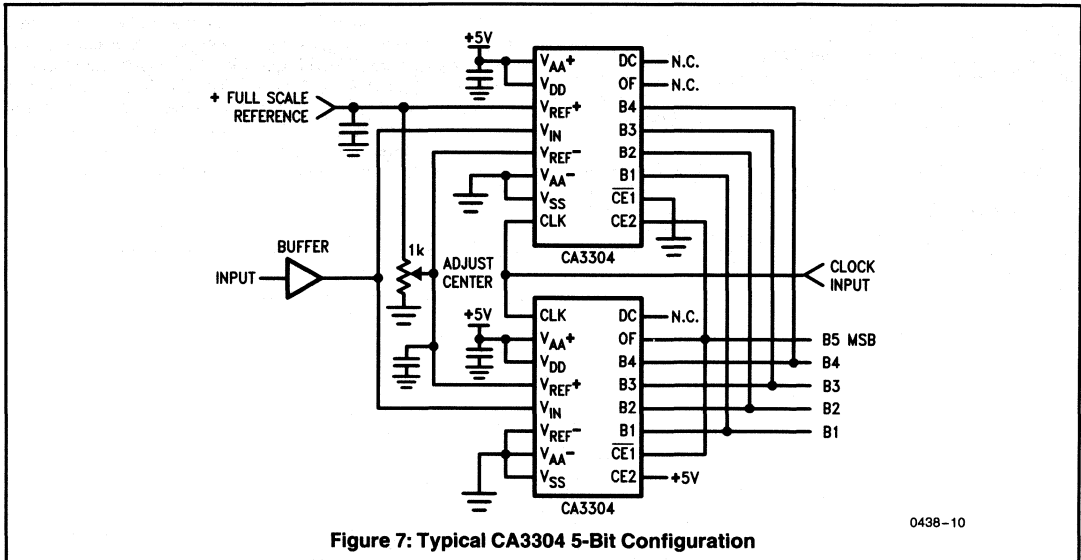 +5V
V_AA+ DC N.C.
V_DD OF N.C.
+ FULL SCALE
REFERENCE
V_REF+ B4
V_IN B3
V_REF- B2
V_AA- B1
V_SS CE1
CLK CE2
CA3304
BUFFER
INPUT
1k
ADJUST
CENTER
CLOCK
INPUT
+5V
CLK DC N.C.
V_AA+ OF B5 MSB
V_DD B4 B4
V_REF+ B3 B3
V_IN B2 B2
V_REF- B1 B1
V_AA- CE1
V_SS CE2 +5V
CA3304
0438-10
Figure 7: Typical CA3304 5-Bit Configuration